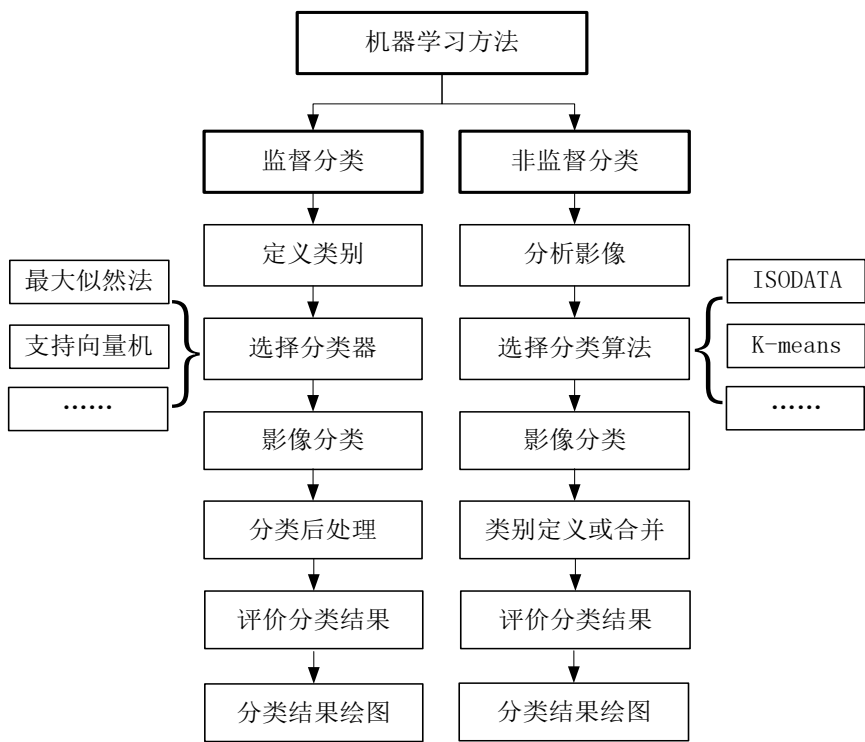 机器学习方法
监督分类
非监督分类
定义类别
分析影像
最大似然法
支持向量机
……
选择分类器
选择分类算法
ISODATA
K-means
……
影像分类
影像分类
分类后处理
类别定义或合并
评价分类结果
评价分类结果
分类结果绘图
分类结果绘图